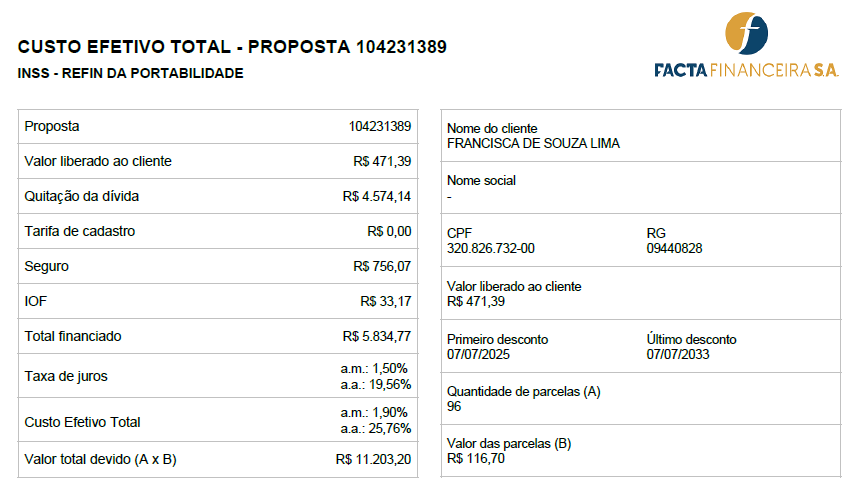 CUSTO EFETIVO TOTAL - PROPOSTA 104231389
INSS - REFIN DA PORTABILIDADE
FACTA FINANCEIRA S.A.
Proposta 104231389
Valor liberado ao cliente R$ 471,39
Quitação da dívida R$ 4.574,14
Tarifa de cadastro R$ 0,00
Seguro R$ 756,07
IOF R$ 33,17
Total financiado R$ 5.834,77
Taxa de juros a.m.: 1,50%
a.a.: 19,56%
Custo Efetivo Total a.m.: 1,90%
a.a.: 25,76%
Valor total devido (A x B) R$ 11.203,20
Nome do cliente
FRANCISCA DE SOUZA LIMA
Nome social
-
CPF RG
320.826.732-00 09440828
Valor liberado ao cliente
R$ 471,39
Primeiro desconto Último desconto
07/07/2025 07/07/2033
Quantidade de parcelas (A)
96
Valor das parcelas (B)
R$ 116,70